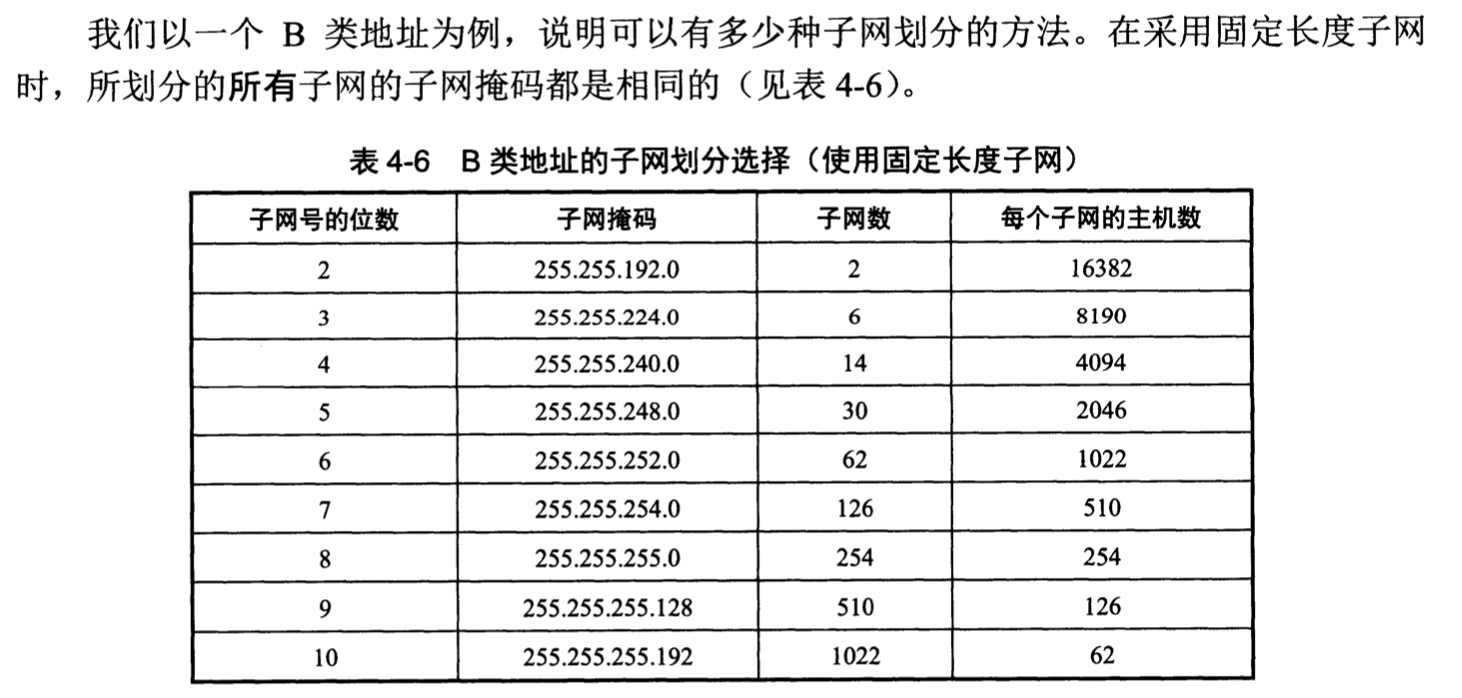 我们以一个 B 类地址为例，说明可以有多少种子网划分的方法。在采用固定长度子网
时，所划分的所有子网的子网掩码都是相同的（见表 4-6）。
表 4-6 B 类地址的子网划分选择（使用固定长度子网）
子网号的位数 子网掩码 子网数 每个子网的主机数
2 255.255.192.0 2 16382
3 255.255.224.0 6 8190
4 255.255.240.0 14 4094
5 255.255.248.0 30 2046
6 255.255.252.0 62 1022
7 255.255.254.0 126 510
8 255.255.255.0 254 254
9 255.255.255.128 510 126
10 255.255.255.192 1022 62